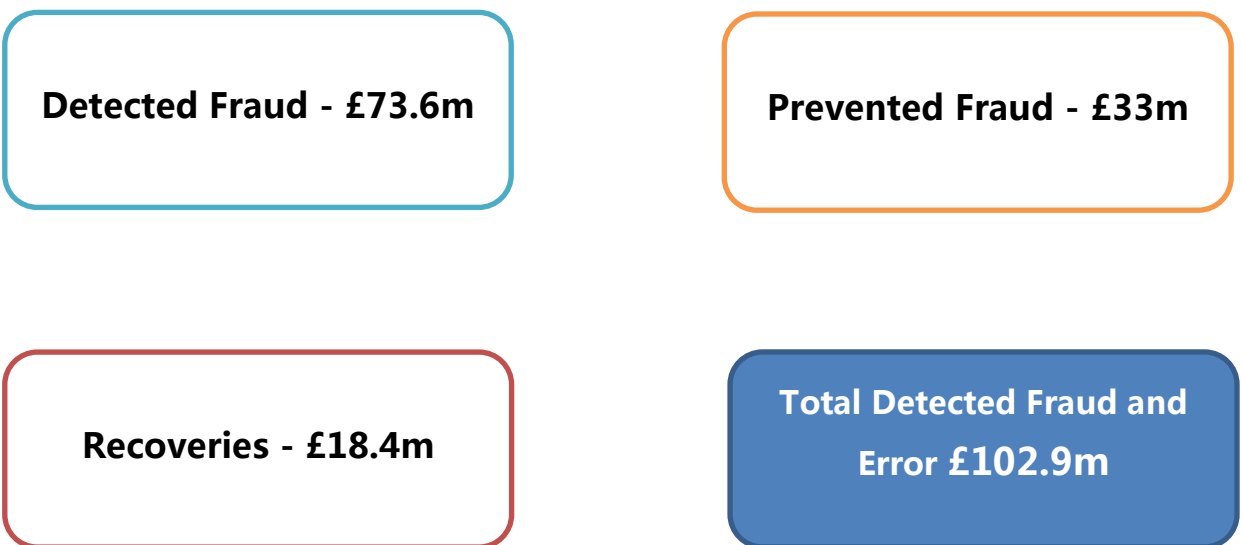 Detected Fraud - £73.6m
Prevented Fraud - £33m
Recoveries - £18.4m
Total Detected Fraud and
Error £102.9m